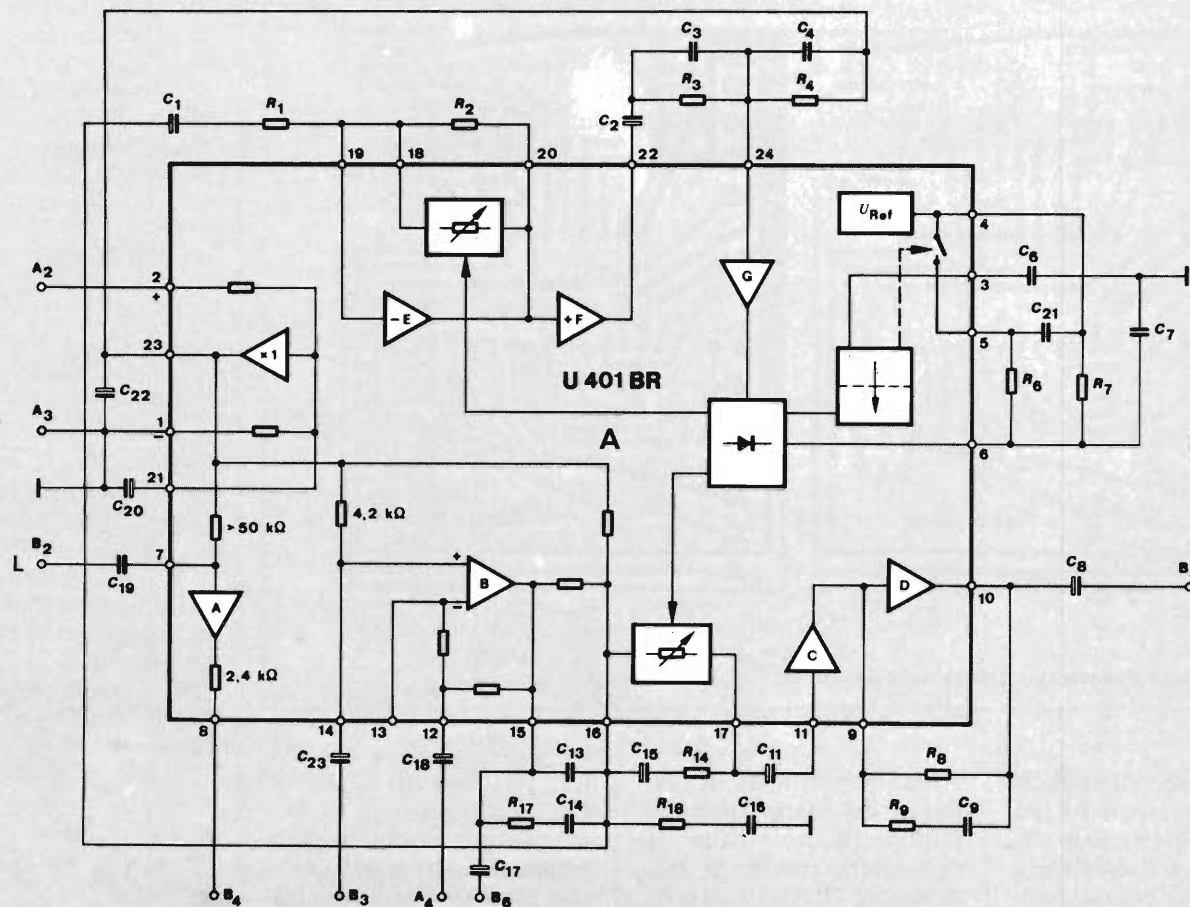 C3
C4
C1
R1
R2
R3
R4
C2
19
18
20
22
24
URef
4
C6
A2
2
+
G
3
C21
– E
+ F
5
C7
23
× 1
U 401 BR
R6
R7
C22
A3
1
–
A
6
21
C20
4,2 kΩ
> 50 kΩ
L
B2
7
C19
+
B
–
D
C8
B
10
A
C
2,4 kΩ
8
14
13
12
15
16
17
11
9
C23
C18
C13
C15
R14
C11
R8
R17
C14
R18
C16
R9
C9
C17
B4
B3
A4
B6